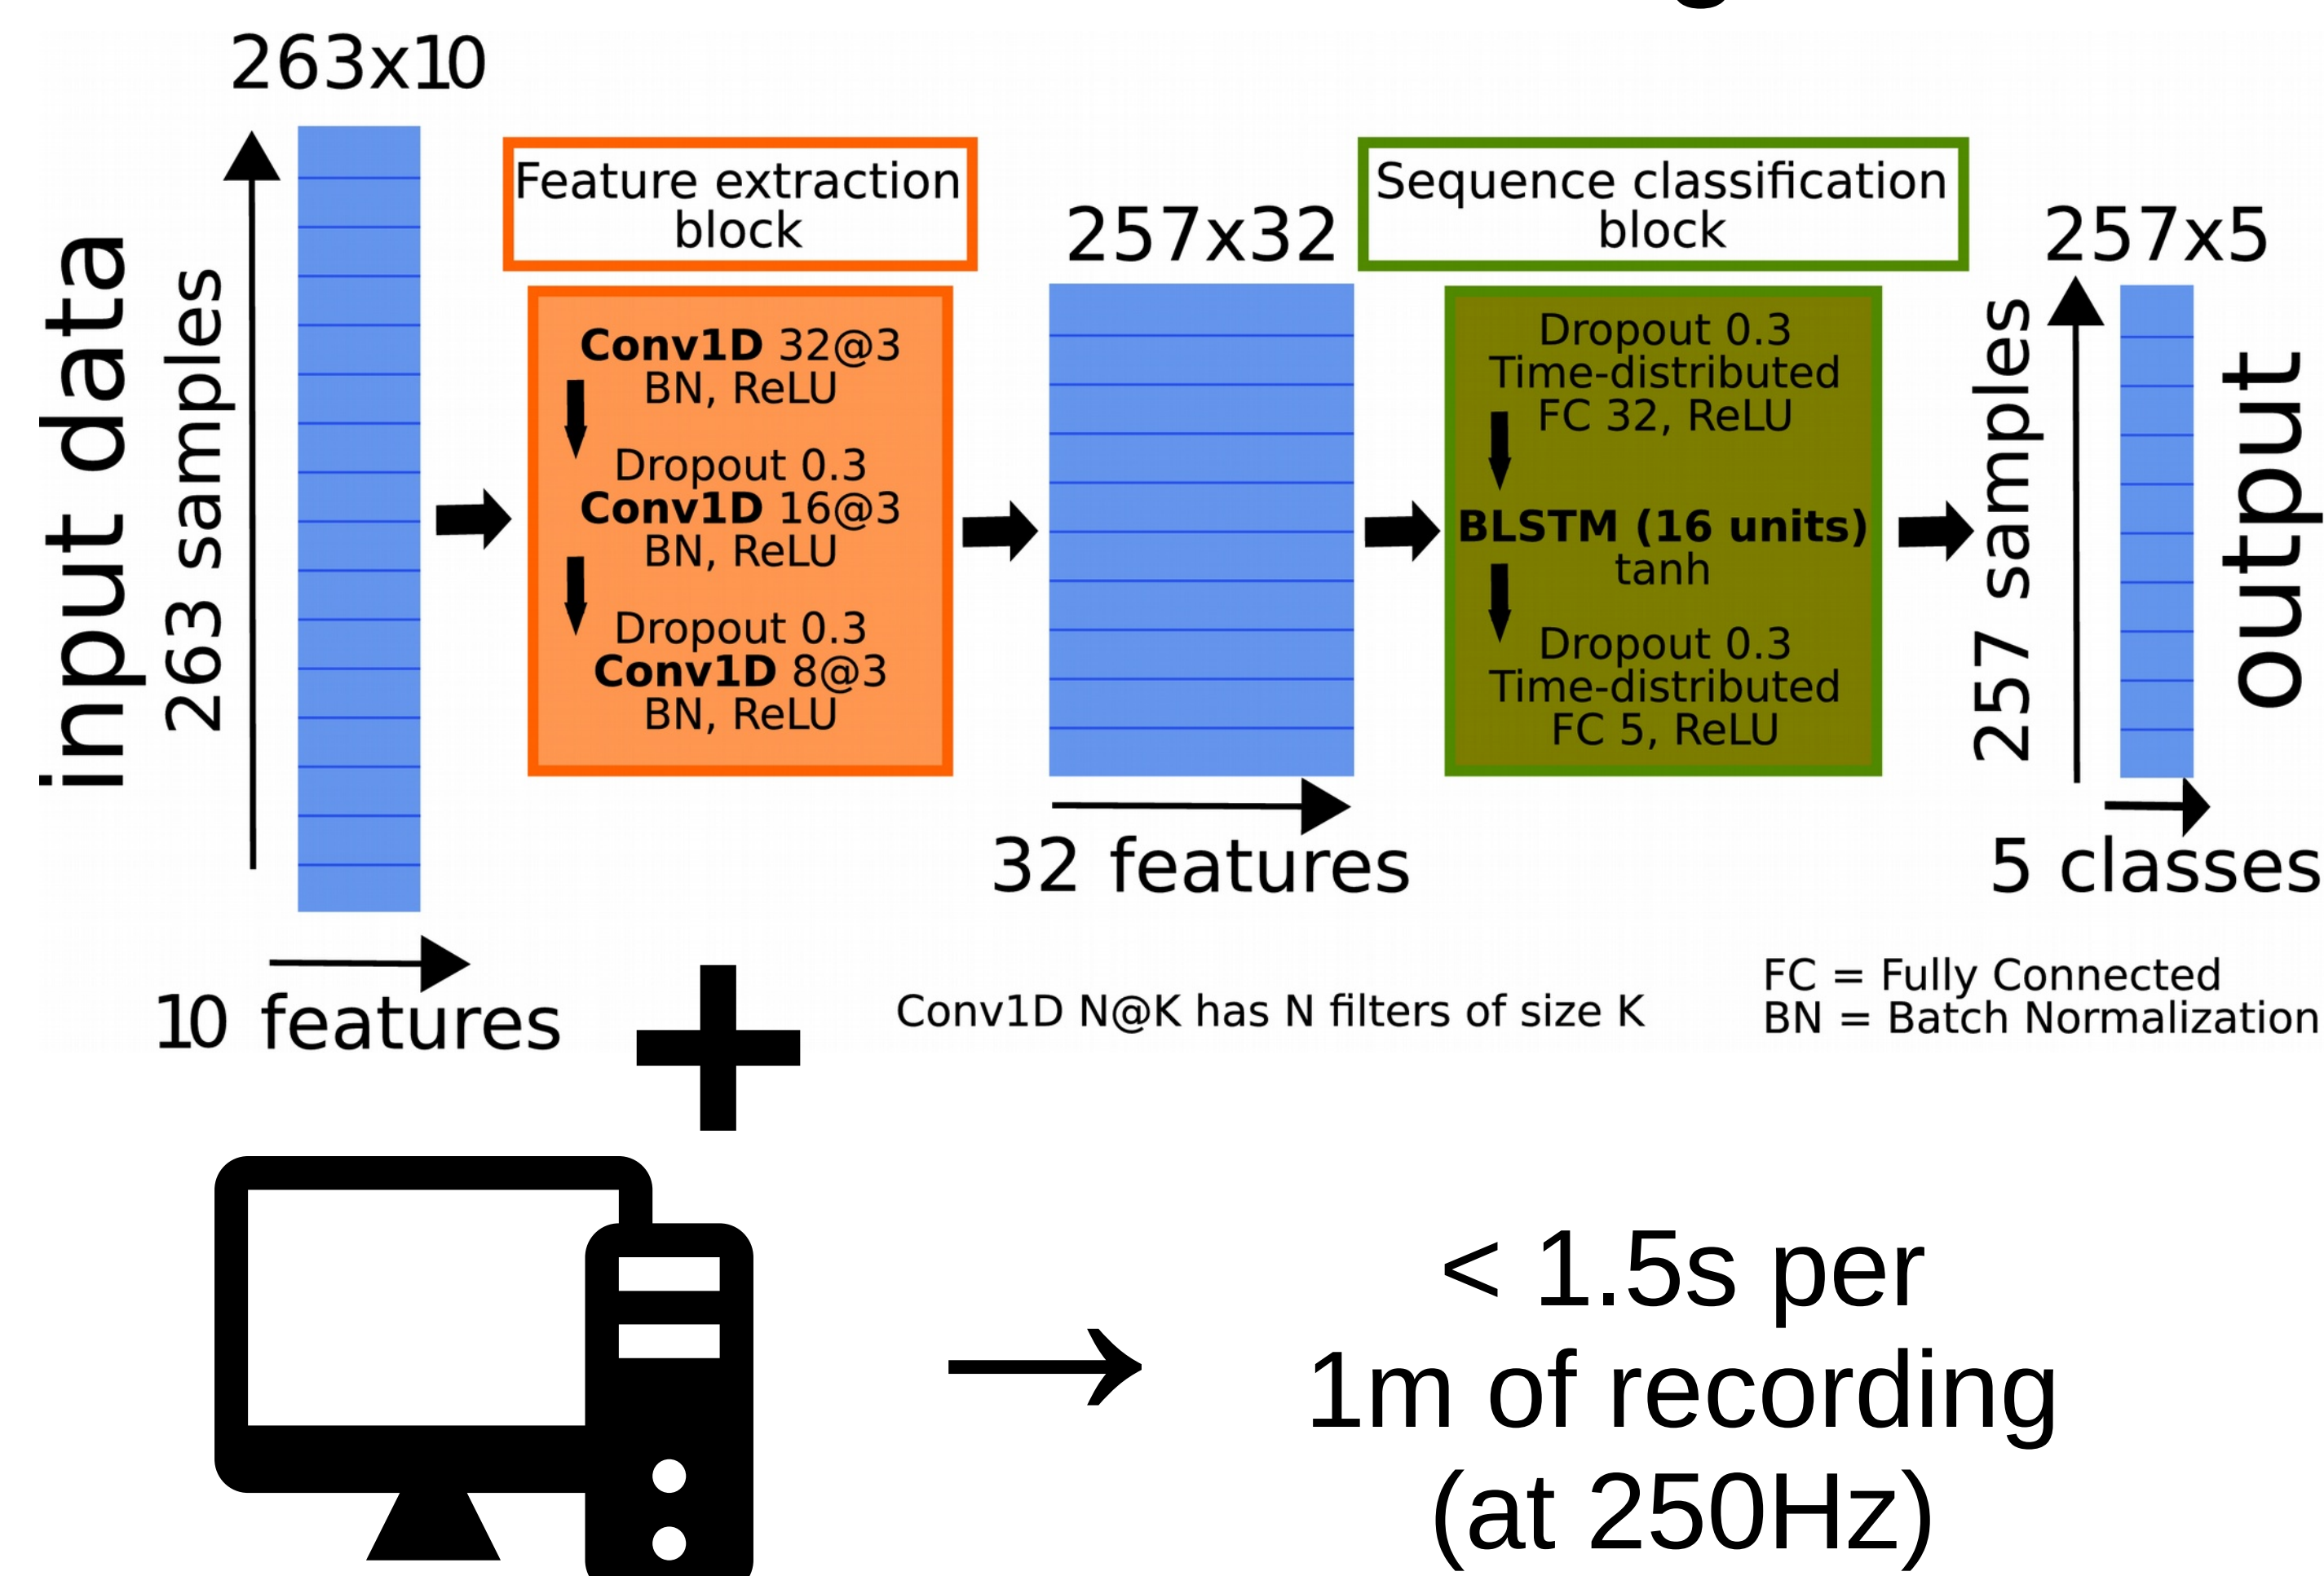 263x10
input data
263 samples
10 features
Feature extraction
block
Conv1D 32@3
BN, ReLU
Dropout 0.3
Conv1D 16@3
BN, ReLU
Dropout 0.3
Conv1D 8@3
BN, ReLU
257x32
32 features
Sequence classification
block
Dropout 0.3
Time-distributed
FC 32, ReLU
BLSTM (16 units)
tanh
Dropout 0.3
Time-distributed
FC 5, ReLU
257x5
257 samples
output
5 classes
Conv1D N@K has N filters of size K
FC = Fully Connected
BN = Batch Normalization
+
< 1.5s per
1m of recording
(at 250Hz)